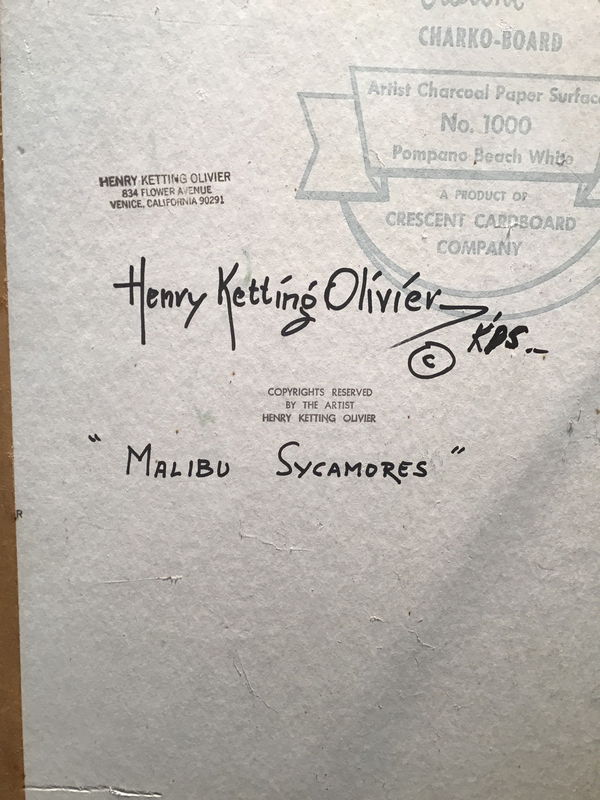 Crescent
CHARKO-BOARD
Artist Charcoal Paper Surface
No. 1000
Pompano Beach White
A PRODUCT OF
CRESCENT CARDBOARD
COMPANY
HENRY KETTING OLIVIER
834 FLOWER AVENUE
VENICE, CALIFORNIA 90291
Henry Ketting Olivier
©
COPYRIGHTS RESERVED
BY THE ARTIST
HENRY KETTING OLIVIER
"MALIBU SYCAMORES"
R